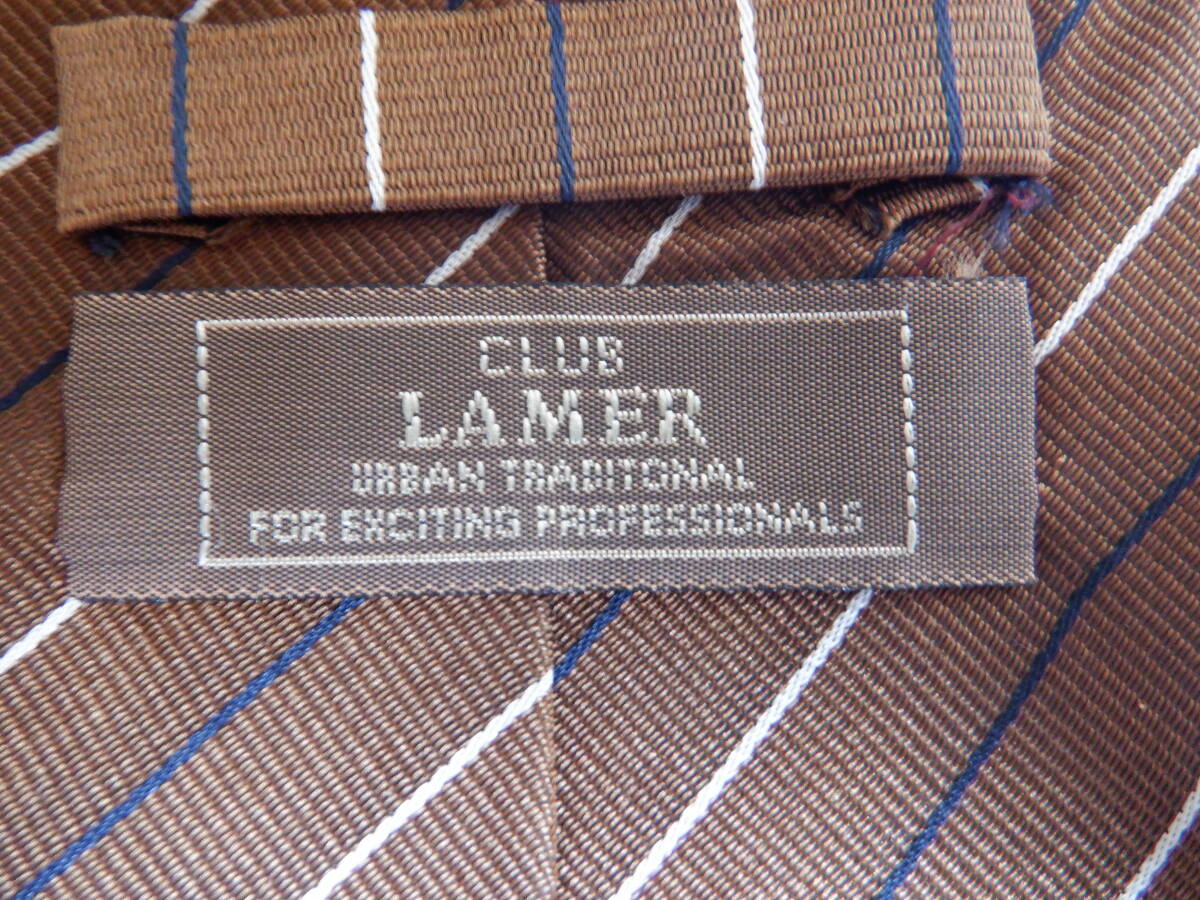 CLUB
LAMER
URBAN TRADITONAL
FOR EXCITING PROFESSIONALS